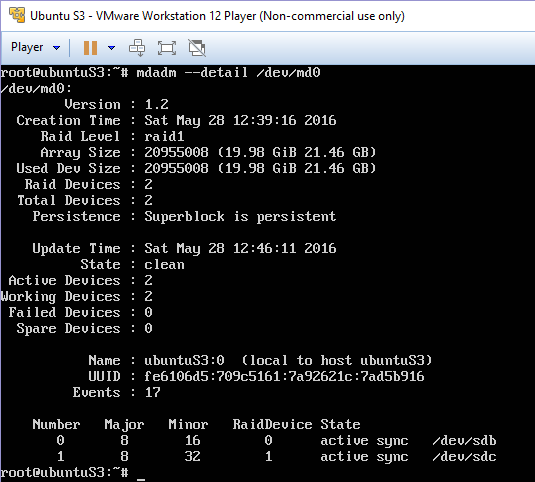 Ubuntu S3 - VMware Workstation 12 Player (Non-commercial use only)
Player
root@ubuntuS3:~# mdadm --detail /dev/md0
/dev/md0:
Version : 1.2
Creation Time : Sat May 28 12:39:16 2016
Raid Level : raid1
Array Size : 20955008 (19.98 GiB 21.46 GB)
Used Dev Size : 20955008 (19.98 GiB 21.46 GB)
Raid Devices : 2
Total Devices : 2
Persistence : Superblock is persistent
Update Time : Sat May 28 12:46:11 2016
State : clean
Active Devices : 2
Working Devices : 2
Failed Devices : 0
Spare Devices : 0
Name : ubuntuS3:0  (local to host ubuntuS3)
UUID : fe6106d5:709c5161:7a92621c:7ad5b916
Events : 17
Number   Major   Minor   RaidDevice State
0       8       16        0      active sync   /dev/sdb
1       8       32        1      active sync   /dev/sdc
root@ubuntuS3:~# _